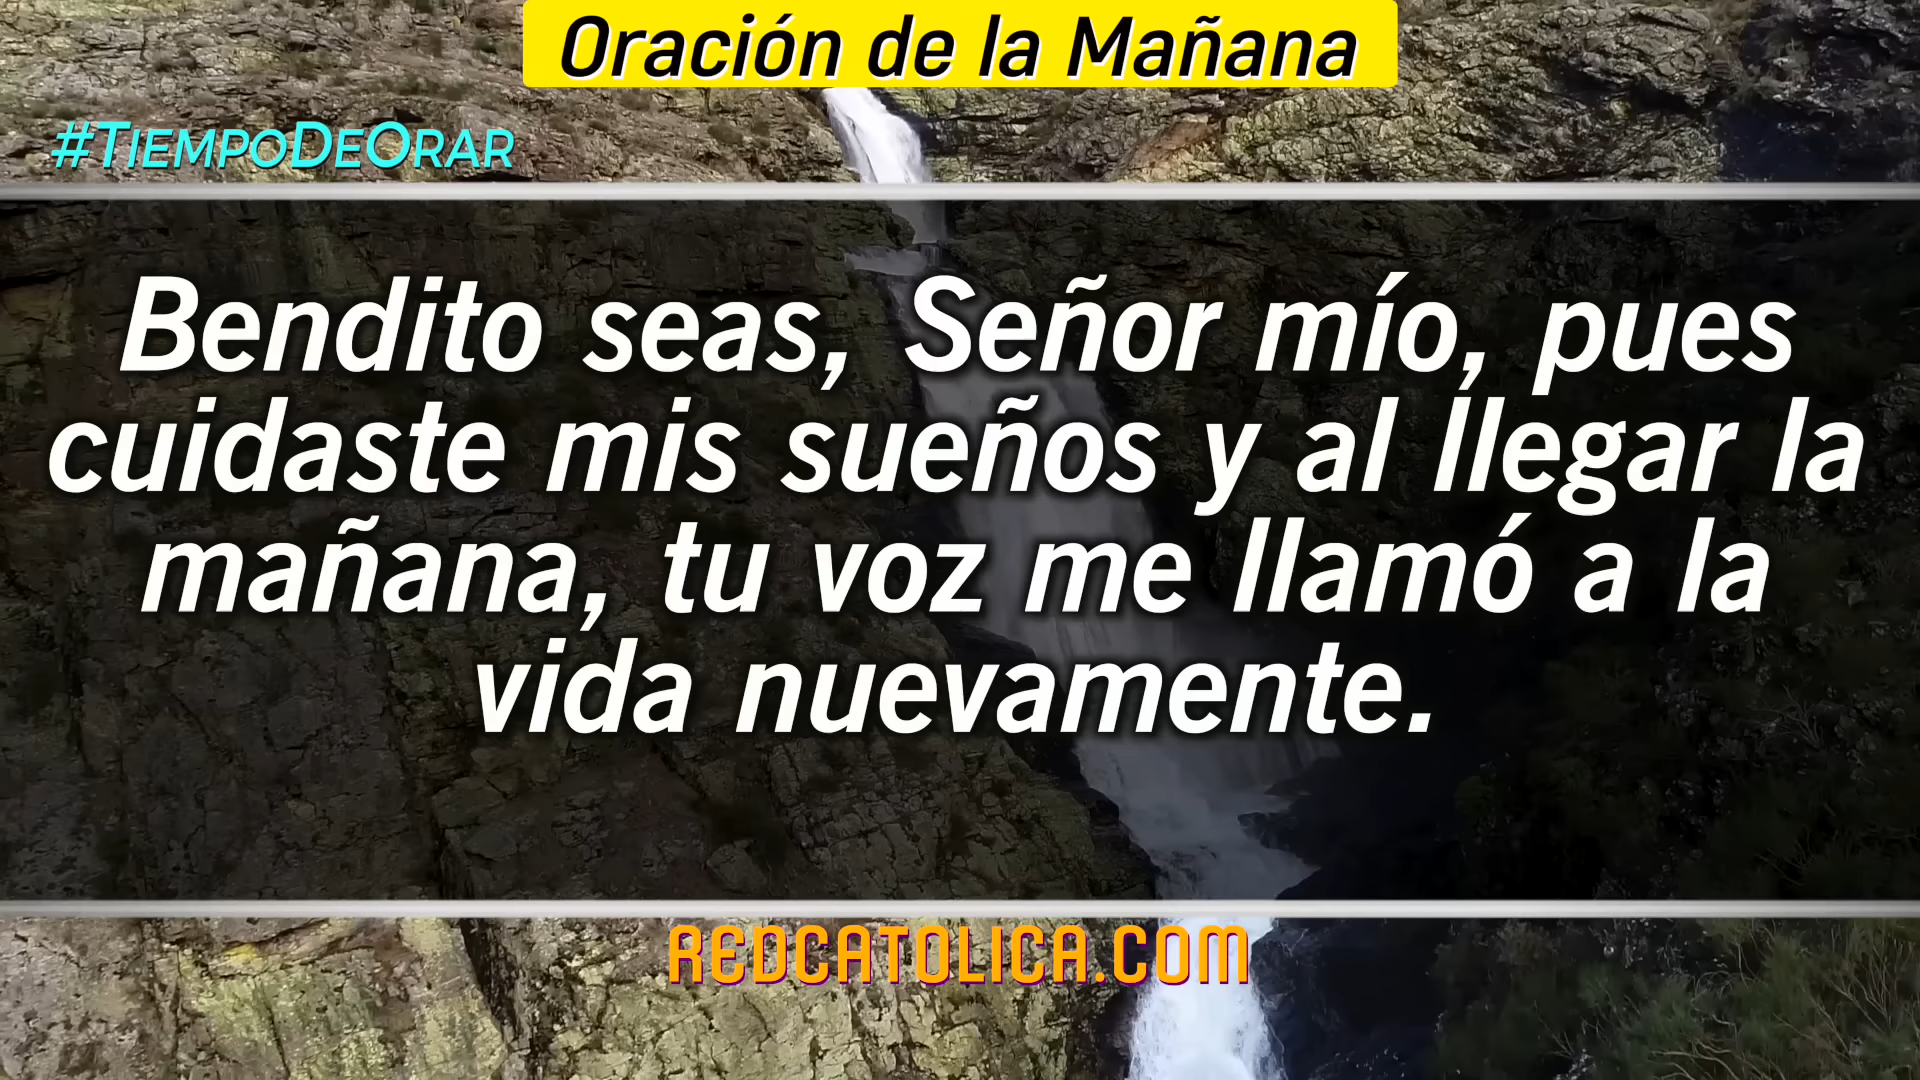 Oración de la Mañana
#TiempoDeOrar
Bendito seas, Señor mío, pues
cuidaste mis sueños y al llegar la
mañana, tu voz me llamó a la
vida nuevamente.
REDCATOLICA.COM